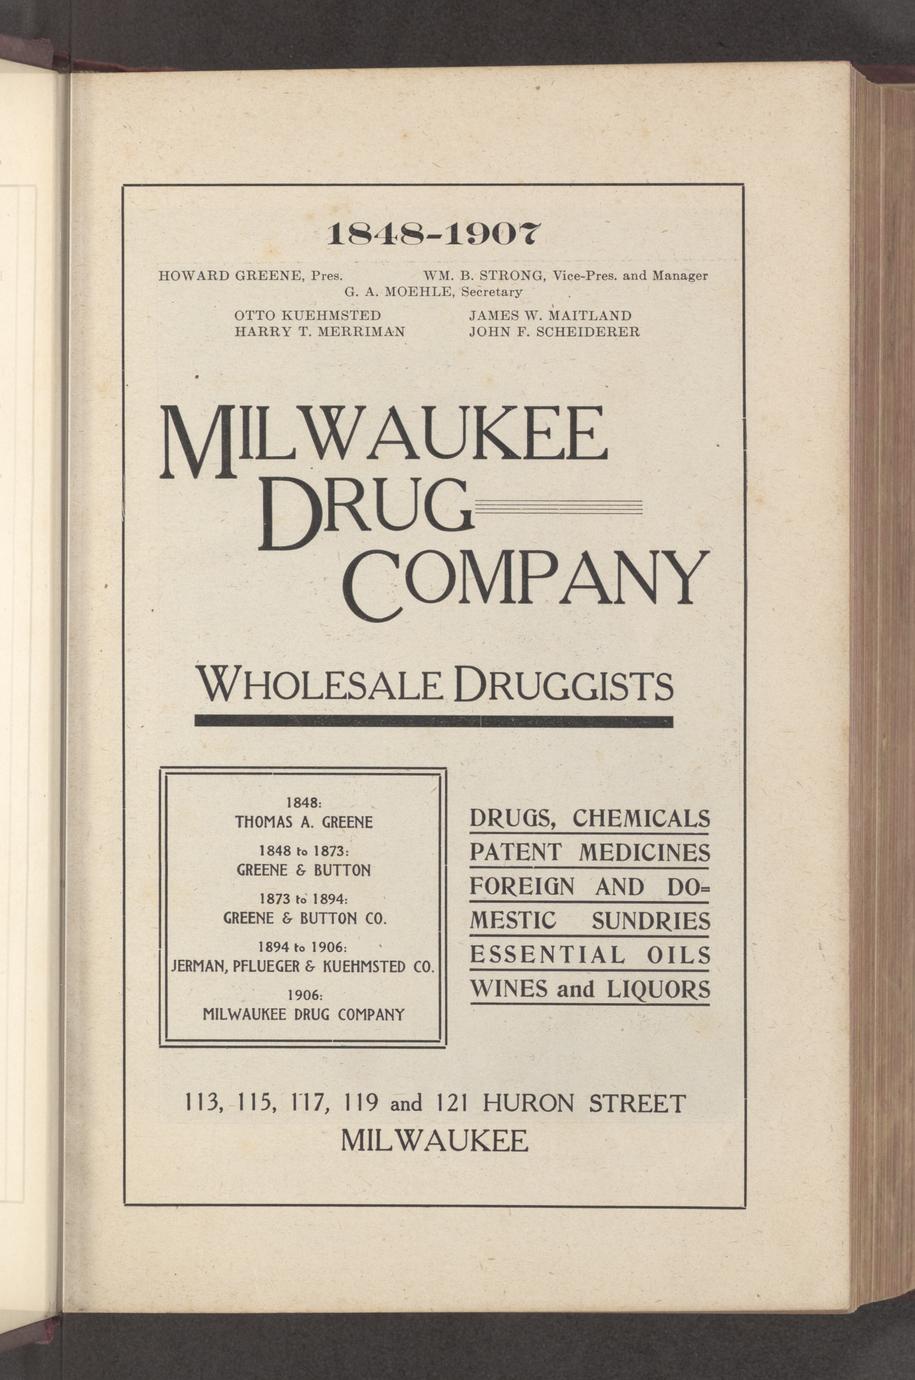 1848-1907
HOWARD GREENE, Pres. WM. B. STRONG, Vice-Pres. and Manager
G. A. MOEHLE, Secretary
OTTO KUEHMSTED JAMES W. MAITLAND
HARRY T. MERRIMAN JOHN F. SCHEIDERER
MILWAUKEE
DRUG
COMPANY
WHOLESALE DRUGGISTS
1848:
THOMAS A. GREENE
1848 to 1873:
GREENE & BUTTON
1873 to 1894:
GREENE & BUTTON CO.
1894 to 1906:
JERMAN, PFLUEGER & KUEHMSTED CO.
1906:
MILWAUKEE DRUG COMPANY
DRUGS, CHEMICALS
PATENT MEDICINES
FOREIGN AND DO=
MESTIC SUNDRIES
ESSENTIAL OILS
WINES and LIQUORS
113, 115, 117, 119 and 121 HURON STREET
MILWAUKEE